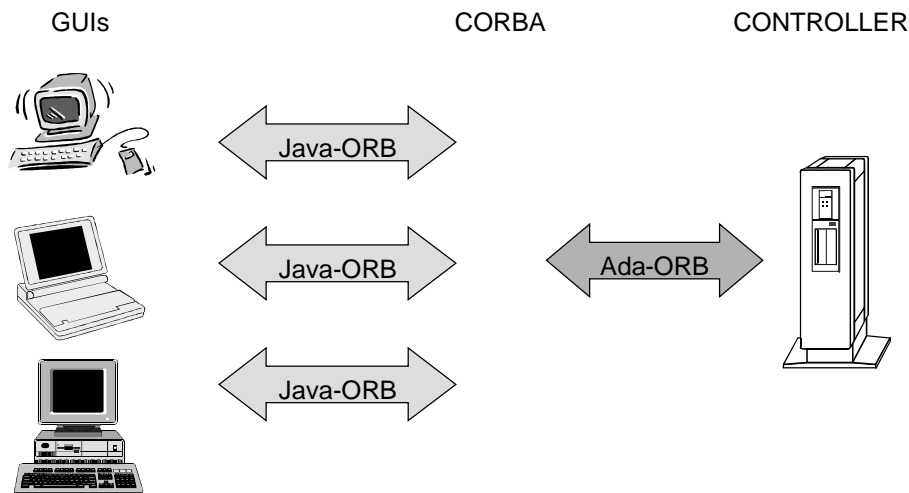 GUIs
CORBA
CONTROLLER
Java-ORB
Java-ORB
Ada-ORB
Java-ORB